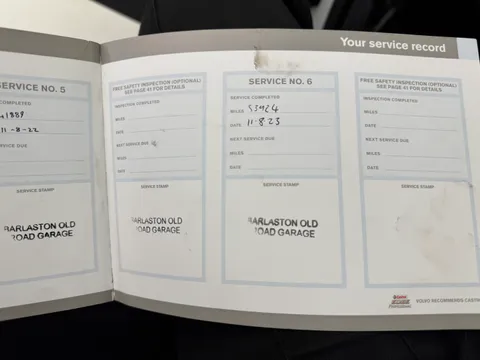 Your service record
SERVICE NO. 5
COMPLETED
1889
11-8-22
SERVICE DUE
SERVICE STAMP
BARLASTON OLD
ROAD GARAGE
FREE SAFETY INSPECTION (OPTIONAL)
SEE PAGE 41 FOR DETAILS
INSPECTION COMPLETED
MILES
DATE
NEXT SERVICE DUE
MILES
DATE
SERVICE STAMP
BARLASTON OLD
ROAD GARAGE
SERVICE NO. 6
SERVICE COMPLETED
MILES 53964
DATE 11.8.23
NEXT SERVICE DUE
MILES
DATE
SERVICE STAMP
BARLASTON OLD
ROAD GARAGE
FREE SAFETY INSPECTION (OPTIONAL)
SEE PAGE 41 FOR DETAILS
INSPECTION COMPLETED
MILES
DATE
NEXT SERVICE DUE
MILES
DATE
SERVICE STAMP
Castrol
EDGE
VOLVO RECOMMENDS CASTR